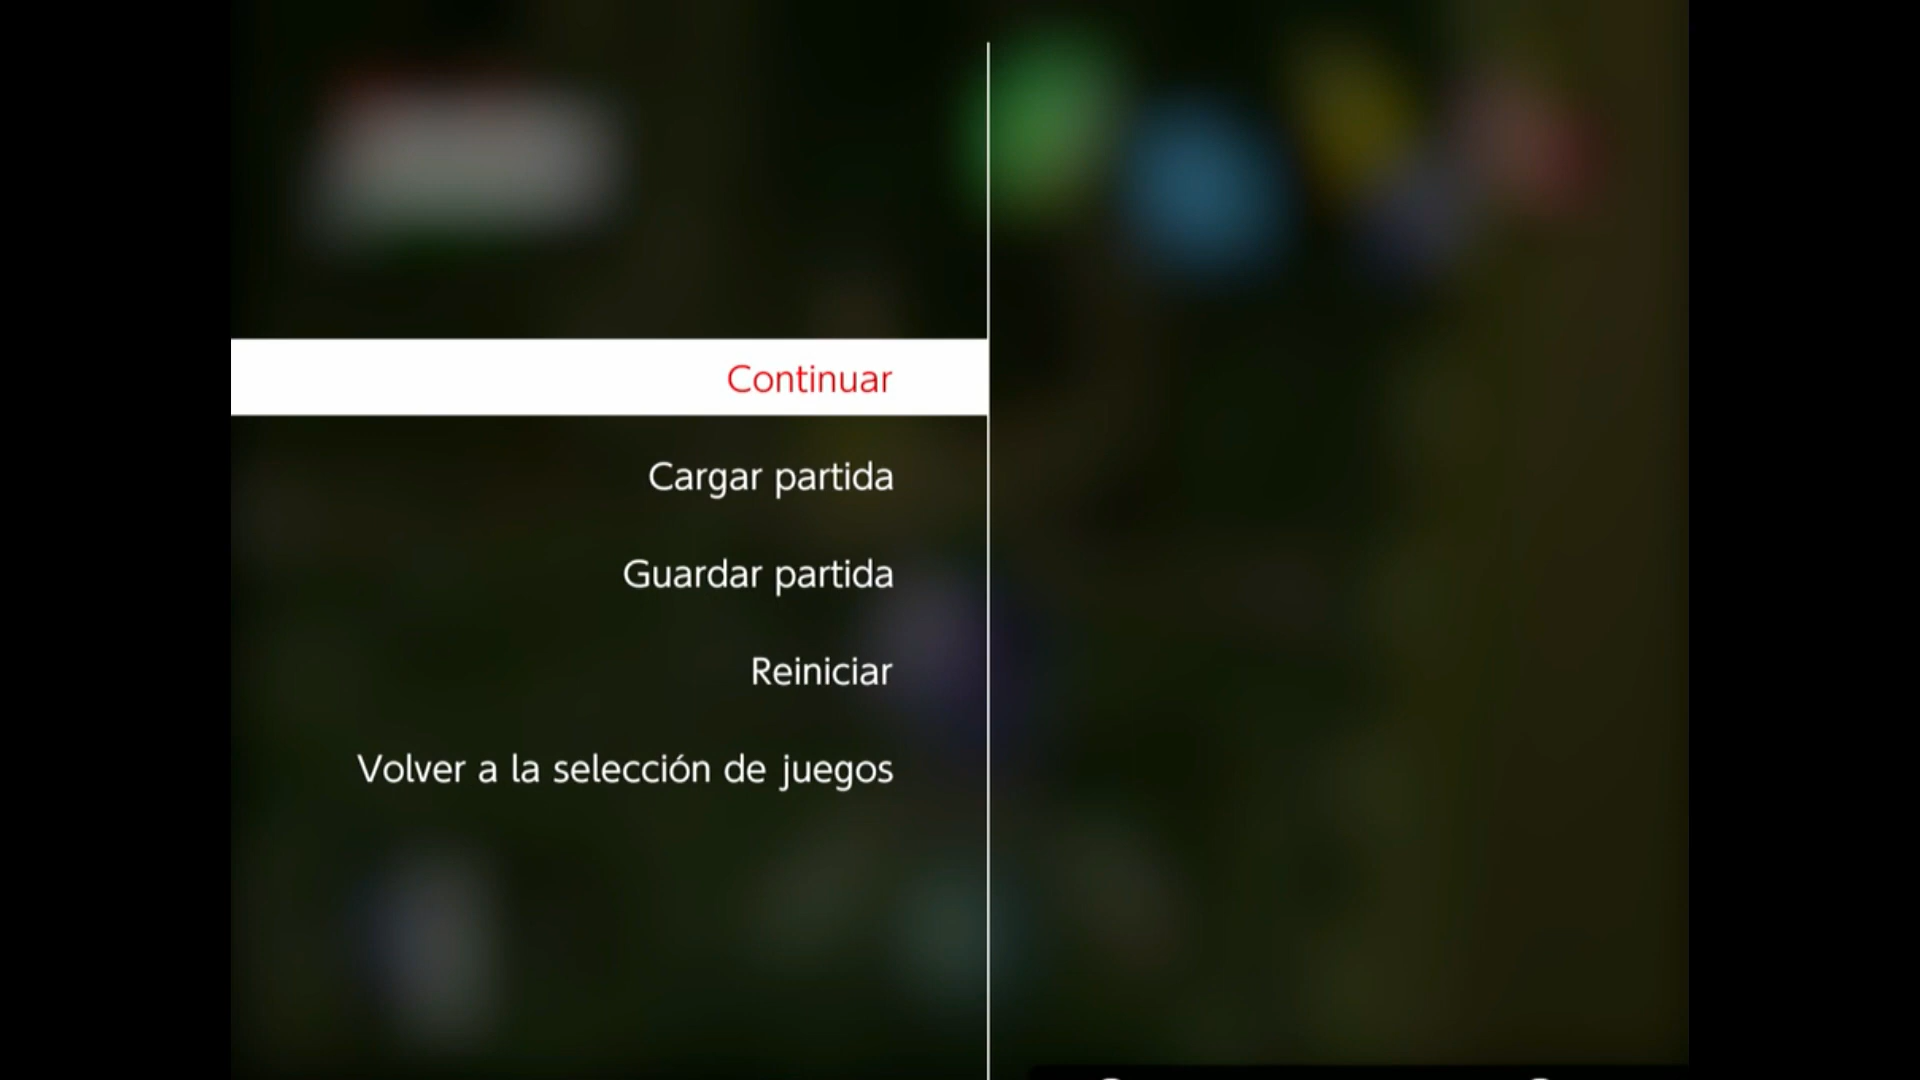 Continuar
Cargar partida
Guardar partida
Reiniciar
Volver a la selección de juegos